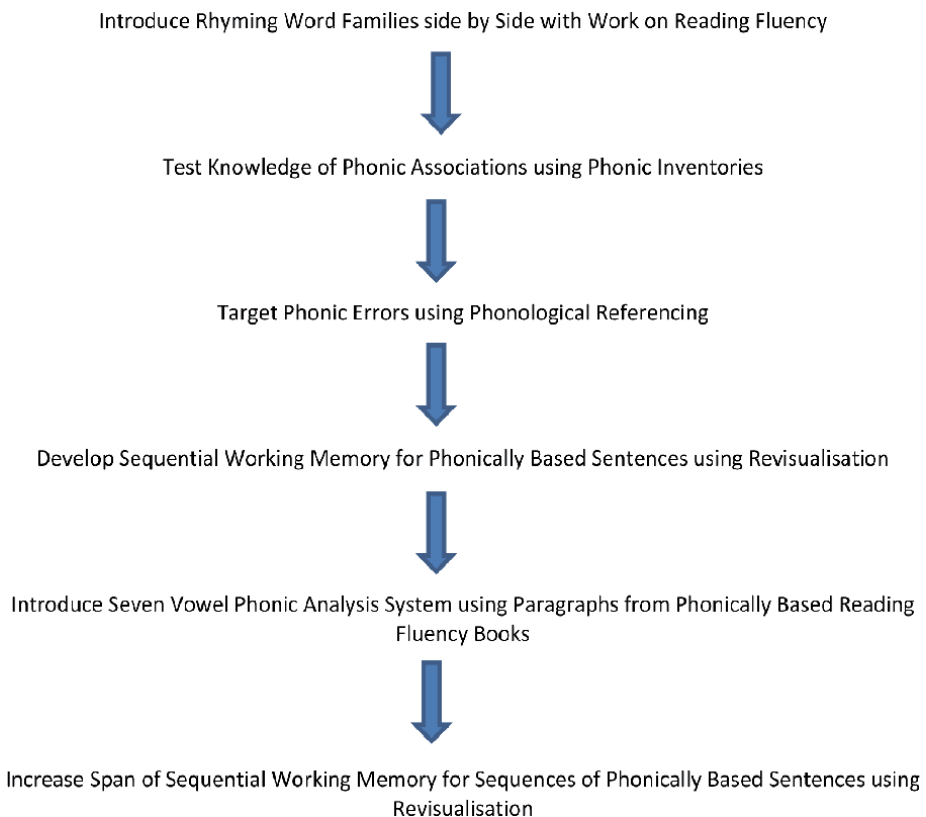 Introduce Rhyming Word Families side by Side with Work on Reading Fluency
Test Knowledge of Phonic Associations using Phonic Inventories
Target Phonic Errors using Phonological Referencing
Develop Sequential Working Memory for Phonically Based Sentences using Revisualisation
Introduce Seven Vowel Phonic Analysis System using Paragraphs from Phonically Based Reading
Fluency Books
Increase Span of Sequential Working Memory for Sequences of Phonically Based Sentences using
Revisualisation